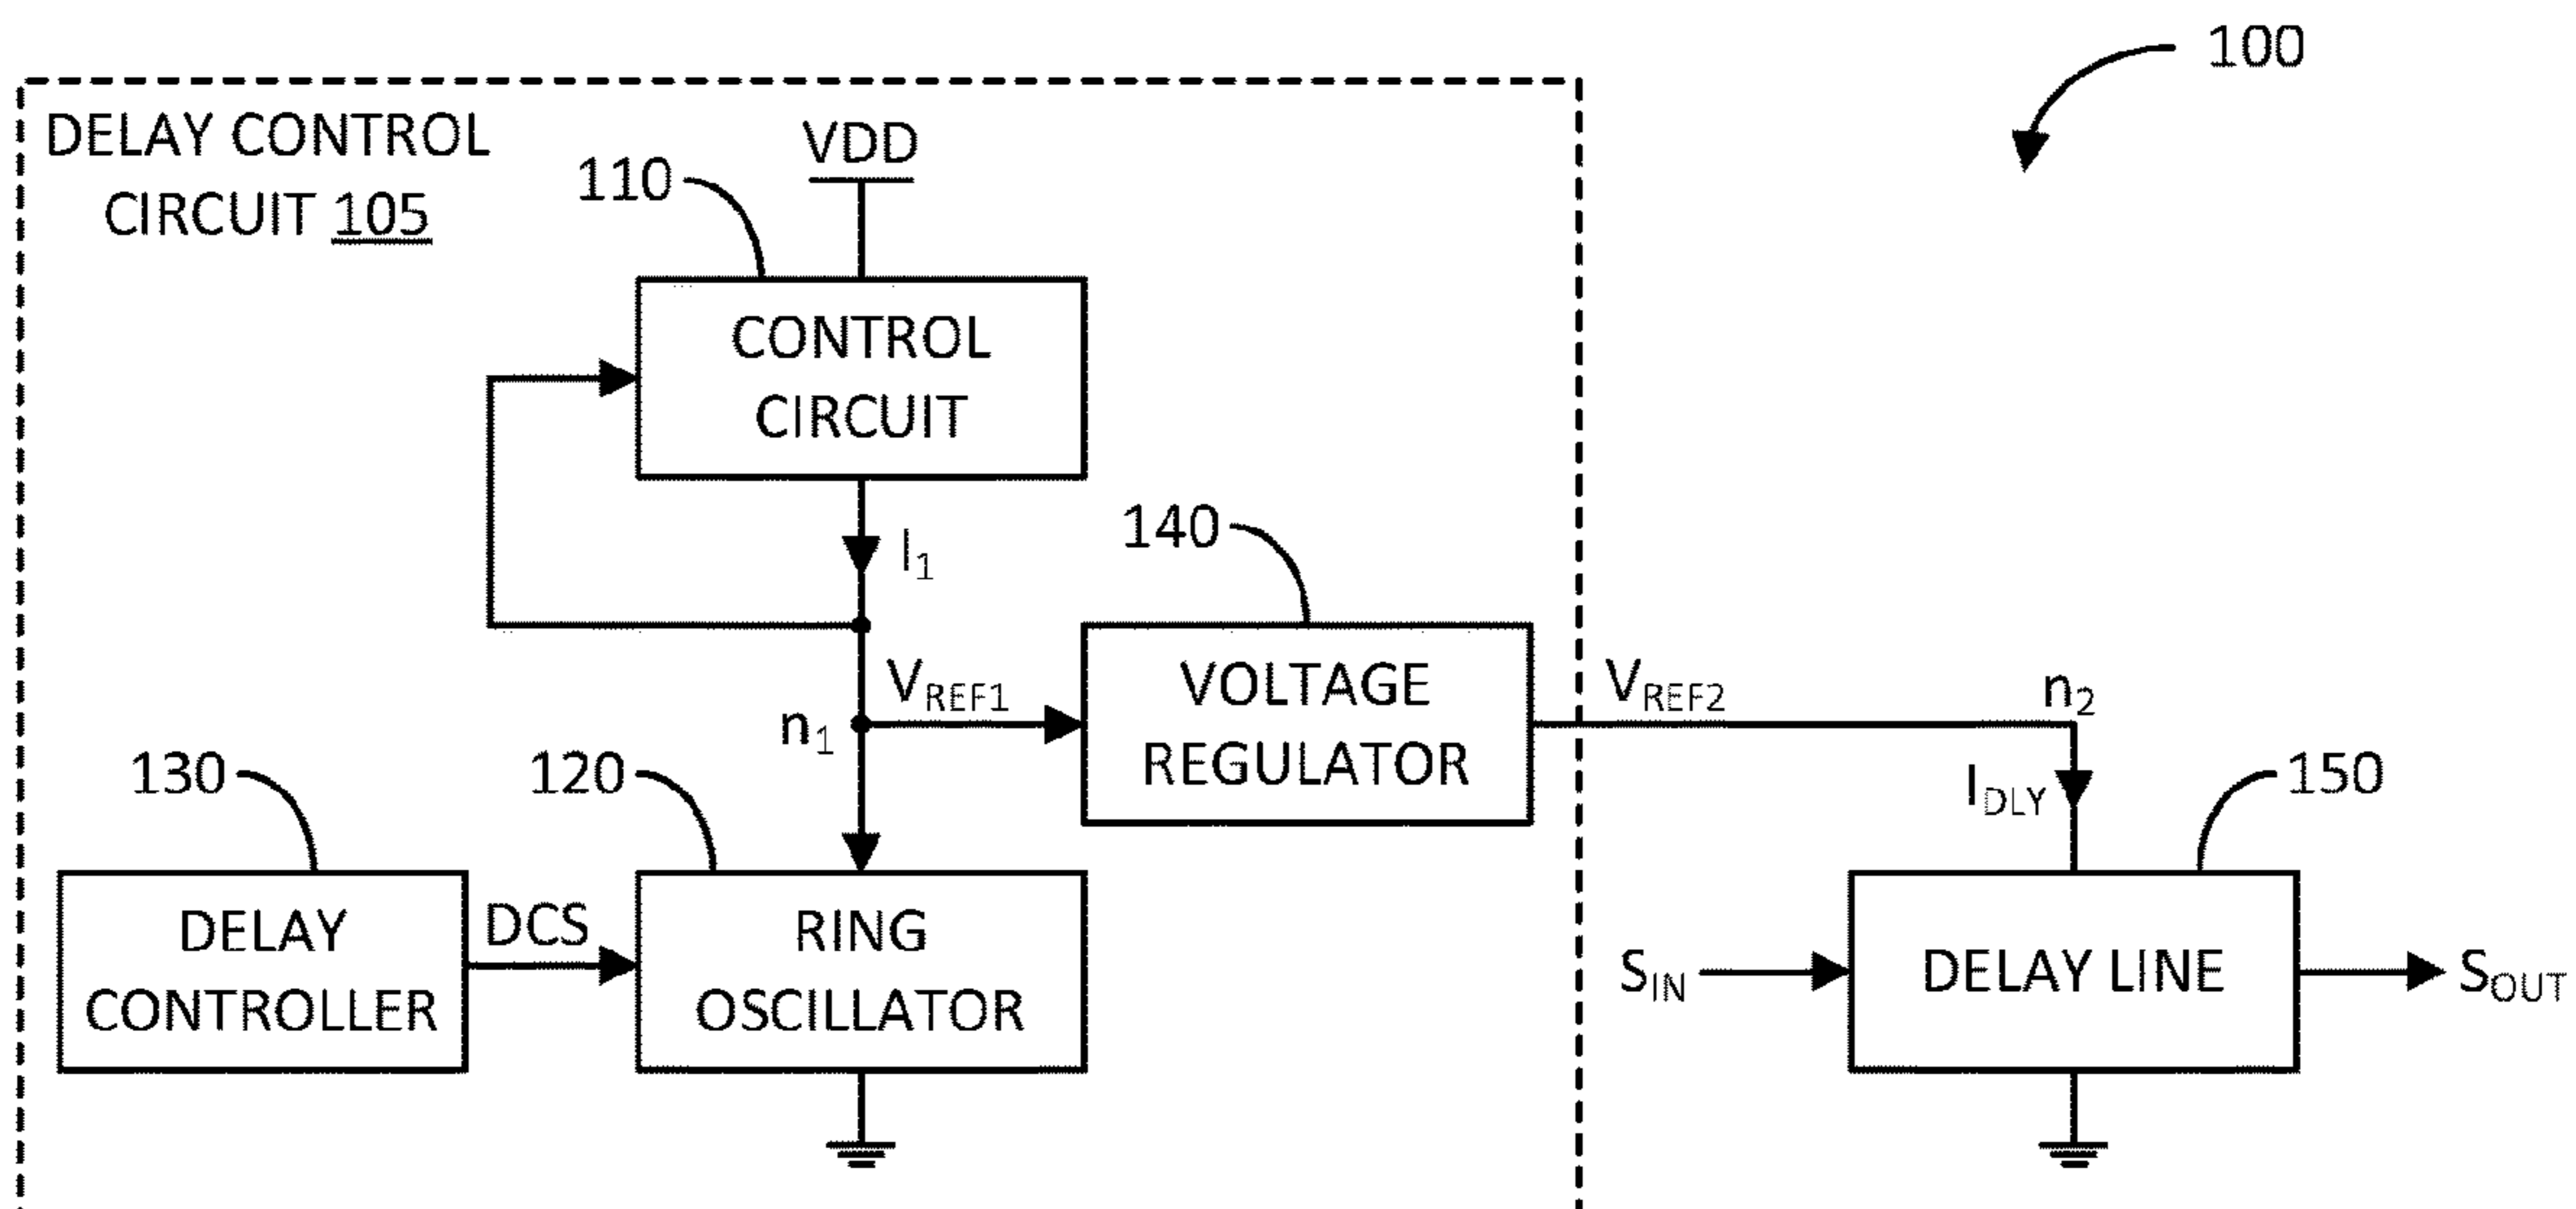 100
DELAY CONTROL
CIRCUIT 105
VDD
110
CONTROL
CIRCUIT
I1
140
VREF1
n1
VOLTAGE
REGULATOR
VREF2
n2
IDLY
130
120
150
DELAY
CONTROLLER
DCS
RING
OSCILLATOR
SIN
DELAY LINE
SOUT